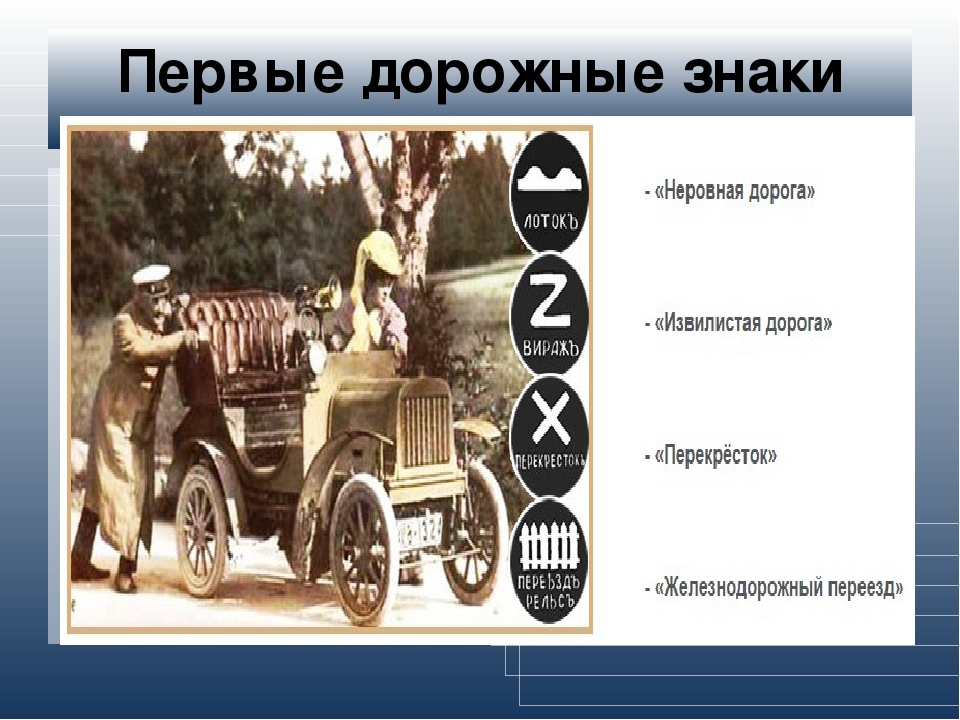 Первые дорожные знаки
ЛОТОКЪ
- «Неровная дорога»
ВИРАЖЪ
- «Извилистая дорога»
ПЕРЕКРЕСТОКЪ
- «Перекрёсток»
ПЕРЕѢЗДЪ
РЕЛЬСЪ
- «Железнодорожный переезд»